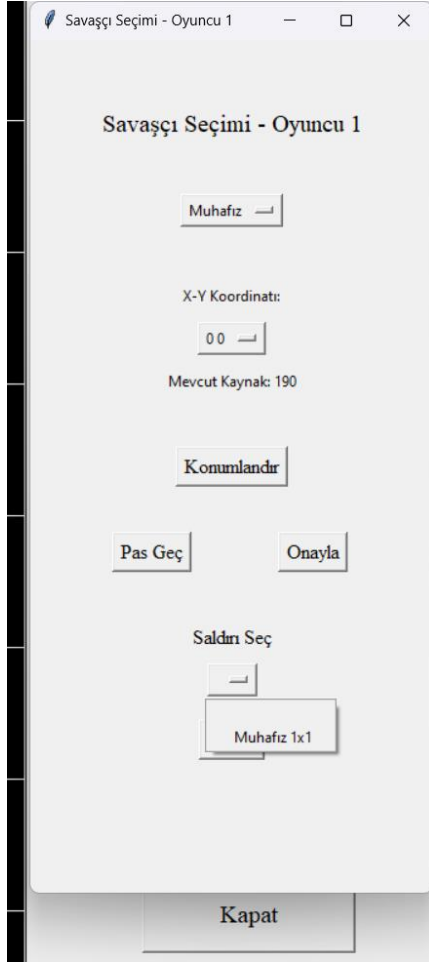 Savaşçı Seçimi - Oyuncu 1
Savaşçı Seçimi - Oyuncu 1
Muhafız
X-Y Koordinatı:
0 0
Mevcut Kaynak: 190
Konumlandır
Pas Geç Onayla
Saldırı Seç
Muhafız 1x1
Kapat